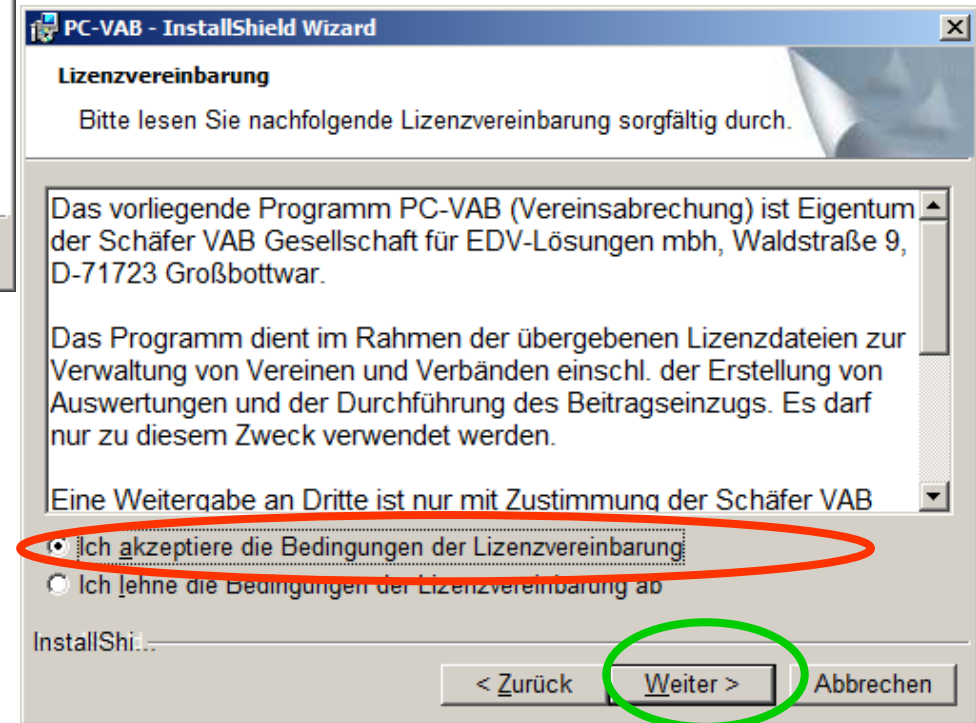 PC-VAB - InstallShield Wizard
Lizenzvereinbarung
Bitte lesen Sie nachfolgende Lizenzvereinbarung sorgfältig durch.
Das vorliegende Programm PC-VAB (Vereinsabrechung) ist Eigentum
der Schäfer VAB Gesellschaft für EDV-Lösungen mbh, Waldstraße 9,
D-71723 Großbottwar.
Das Programm dient im Rahmen der übergebenen Lizenzdateien zur
Verwaltung von Vereinen und Verbänden einschl. der Erstellung von
Auswertungen und der Durchführung des Beitragseinzugs. Es darf
nur zu diesem Zweck verwendet werden.
Eine Weitergabe an Dritte ist nur mit Zustimmung der Schäfer VAB
Ich akzeptiere die Bedingungen der Lizenzvereinbarung
Ich lehne die Bedingungen der Lizenzvereinbarung ab
InstallShi...
< Zurück Weiter > Abbrechen